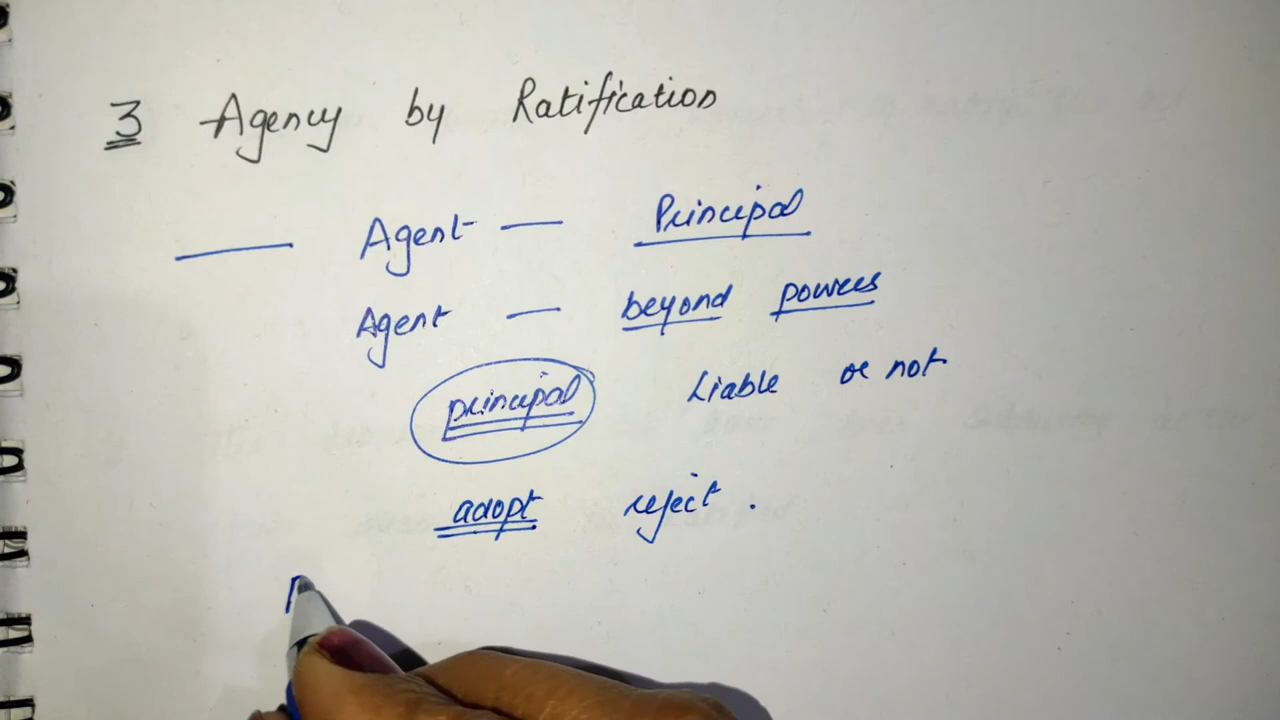 3 Agency by Ratification
— Agent — Principal
Agent — beyond powers
principal Liable or not
adopt reject.